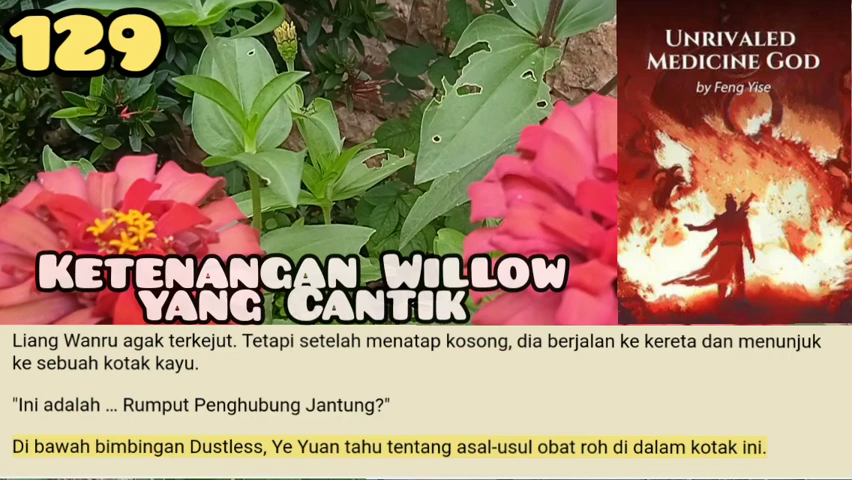 129
UNRIVALED
MEDICINE GOD
by Feng Yise
KETENANGAN WILLOW
YANG CANTIK
Liang Wanru agak terkejut. Tetapi setelah menatap kosong, dia berjalan ke kereta dan menunjuk
ke sebuah kotak kayu.
"Ini adalah … Rumput Penghubung Jantung?"
Di bawah bimbingan Dustless, Ye Yuan tahu tentang asal-usul obat roh di dalam kotak ini.